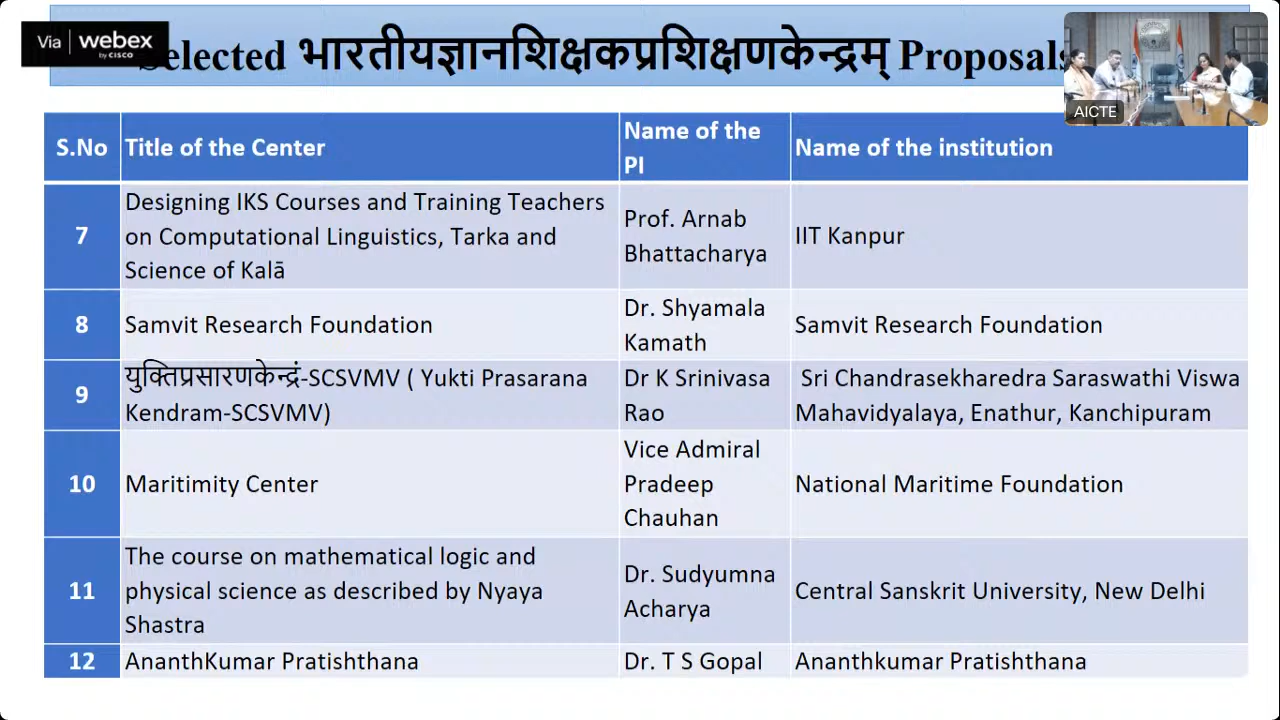 Via webex
by CISCO
Selected भारतीयज्ञानशिक्षकप्रशिक्षणकेन्द्रम् Proposals
AICTE
S.No Title of the Center Name of the PI Name of the institution
7 Designing IKS Courses and Training Teachers on Computational Linguistics, Tarka and Science of Kalā Prof. Arnab Bhattacharya IIT Kanpur
8 Samvit Research Foundation Dr. Shyamala Kamath Samvit Research Foundation
9 युक्तिप्रसारणकेन्द्रं-SCSVMV ( Yukti Prasarana Kendram-SCSVMV) Dr K Srinivasa Rao Sri Chandrasekharedra Saraswathi Viswa Mahavidyalaya, Enathur, Kanchipuram
10 Maritimity Center Vice Admiral Pradeep Chauhan National Maritime Foundation
11 The course on mathematical logic and physical science as described by Nyaya Shastra Dr. Sudyumna Acharya Central Sanskrit University, New Delhi
12 AnanthKumar Pratishthana Dr. T S Gopal Ananthkumar Pratishthana